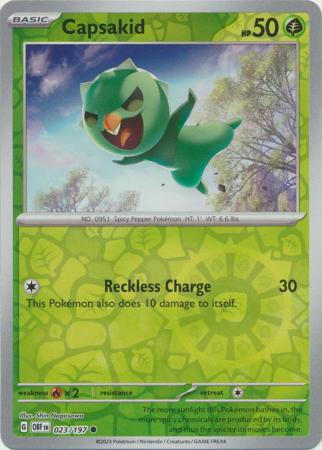 BASIC
Capsakid
HP 50
NO. 0951 Spicy Pepper Pokémon HT: 1' WT: 6.6 lbs.
Reckless Charge 30
This Pokémon also does 10 damage to itself.
weakness ×2 resistance retreat
Illus. Shin Nagasawa
G OBF EN 023/197
The more sunlight this Pokémon bathes in, the
more spicy chemicals are produced by its body,
and thus the spicier its moves become.
©2023 Pokémon / Nintendo / Creatures / GAME FREAK